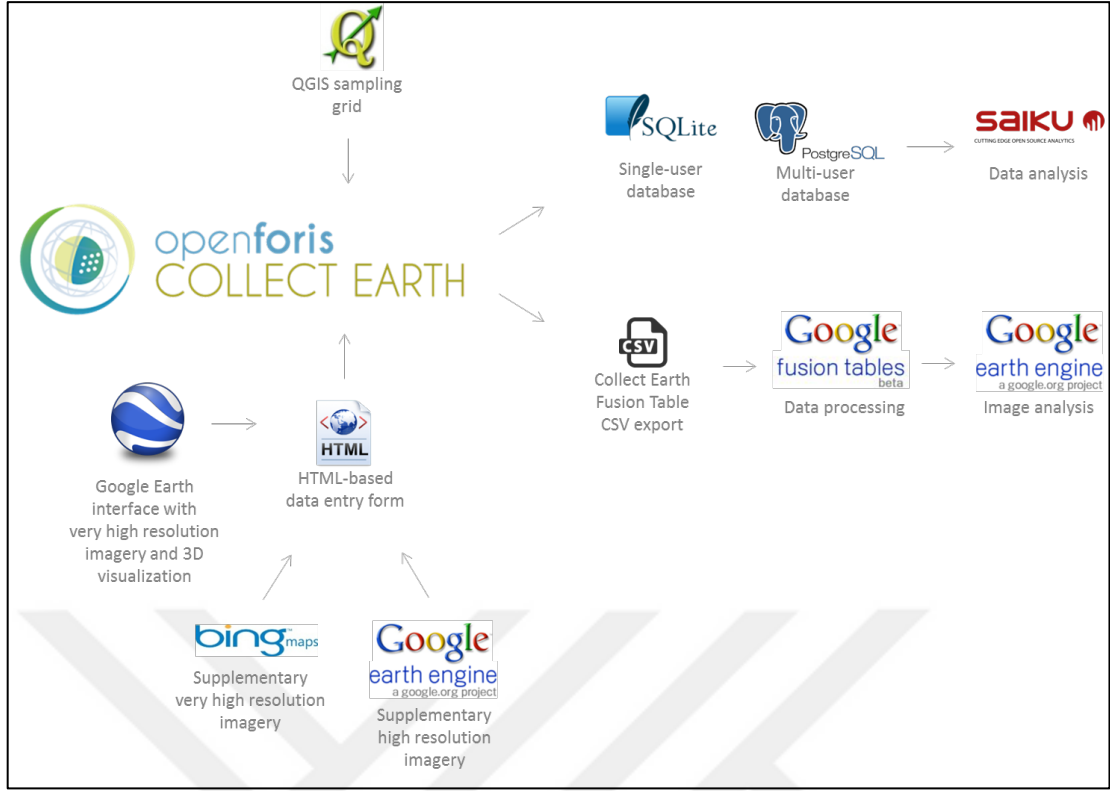 QGIS sampling
grid
SQLite
Single-user
database
PostgreSQL
Multi-user
database
saiku
CUTTING EDGE OPEN SOURCE ANALYTICS
Data analysis
openforis
COLLECT EARTH
CSV
Collect Earth
Fusion Table
CSV export
Google
fusion tables
beta
Data processing
Google
earth engine
a google.org project
Image analysis
Google Earth
interface with
very high resolution
imagery and 3D
visualization
HTML
HTML-based
data entry form
bing maps
Supplementary
very high resolution
imagery
Google
earth engine
a google.org project
Supplementary
high resolution
imagery